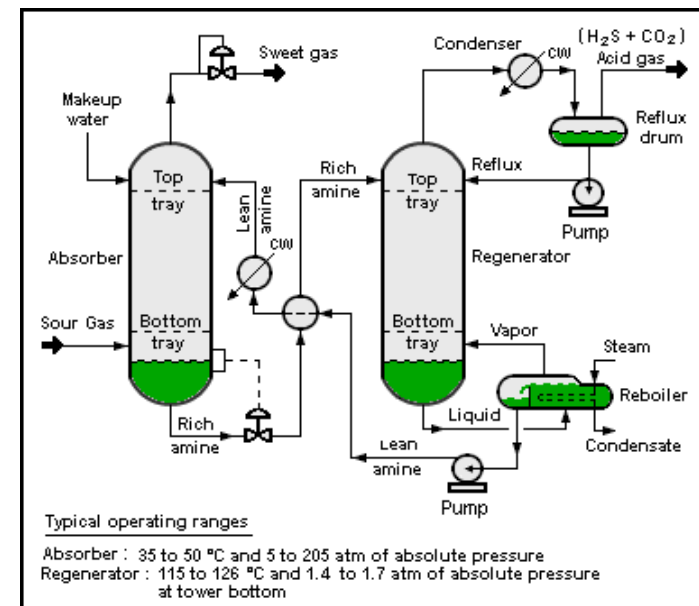 Sweet gas
Makeup
water
Top
tray
Absorber
Sour Gas
Bottom
tray
Rich
amine
Lean
amine
CW
Rich
amine
Condenser
CW
(H₂S + CO₂)
Acid gas
Reflux
drum
Reflux
Pump
Top
tray
Regenerator
Bottom
tray
Vapor
Steam
Reboiler
Liquid
Condensate
Lean
amine
Pump
Typical operating ranges
Absorber : 35 to 50 °C and 5 to 205 atm of absolute pressure
Regenerator : 115 to 126 °C and 1.4 to 1.7 atm of absolute pressure
at tower bottom